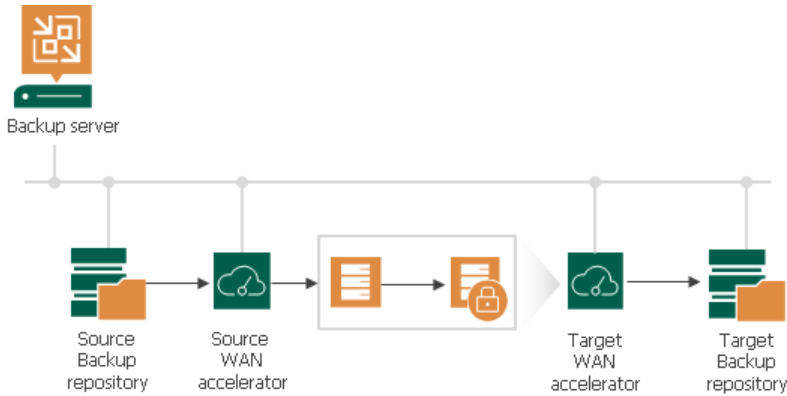 Backup server
Source
Backup
repository
Source
WAN
accelerator
Target
WAN
accelerator
Target
Backup
repository